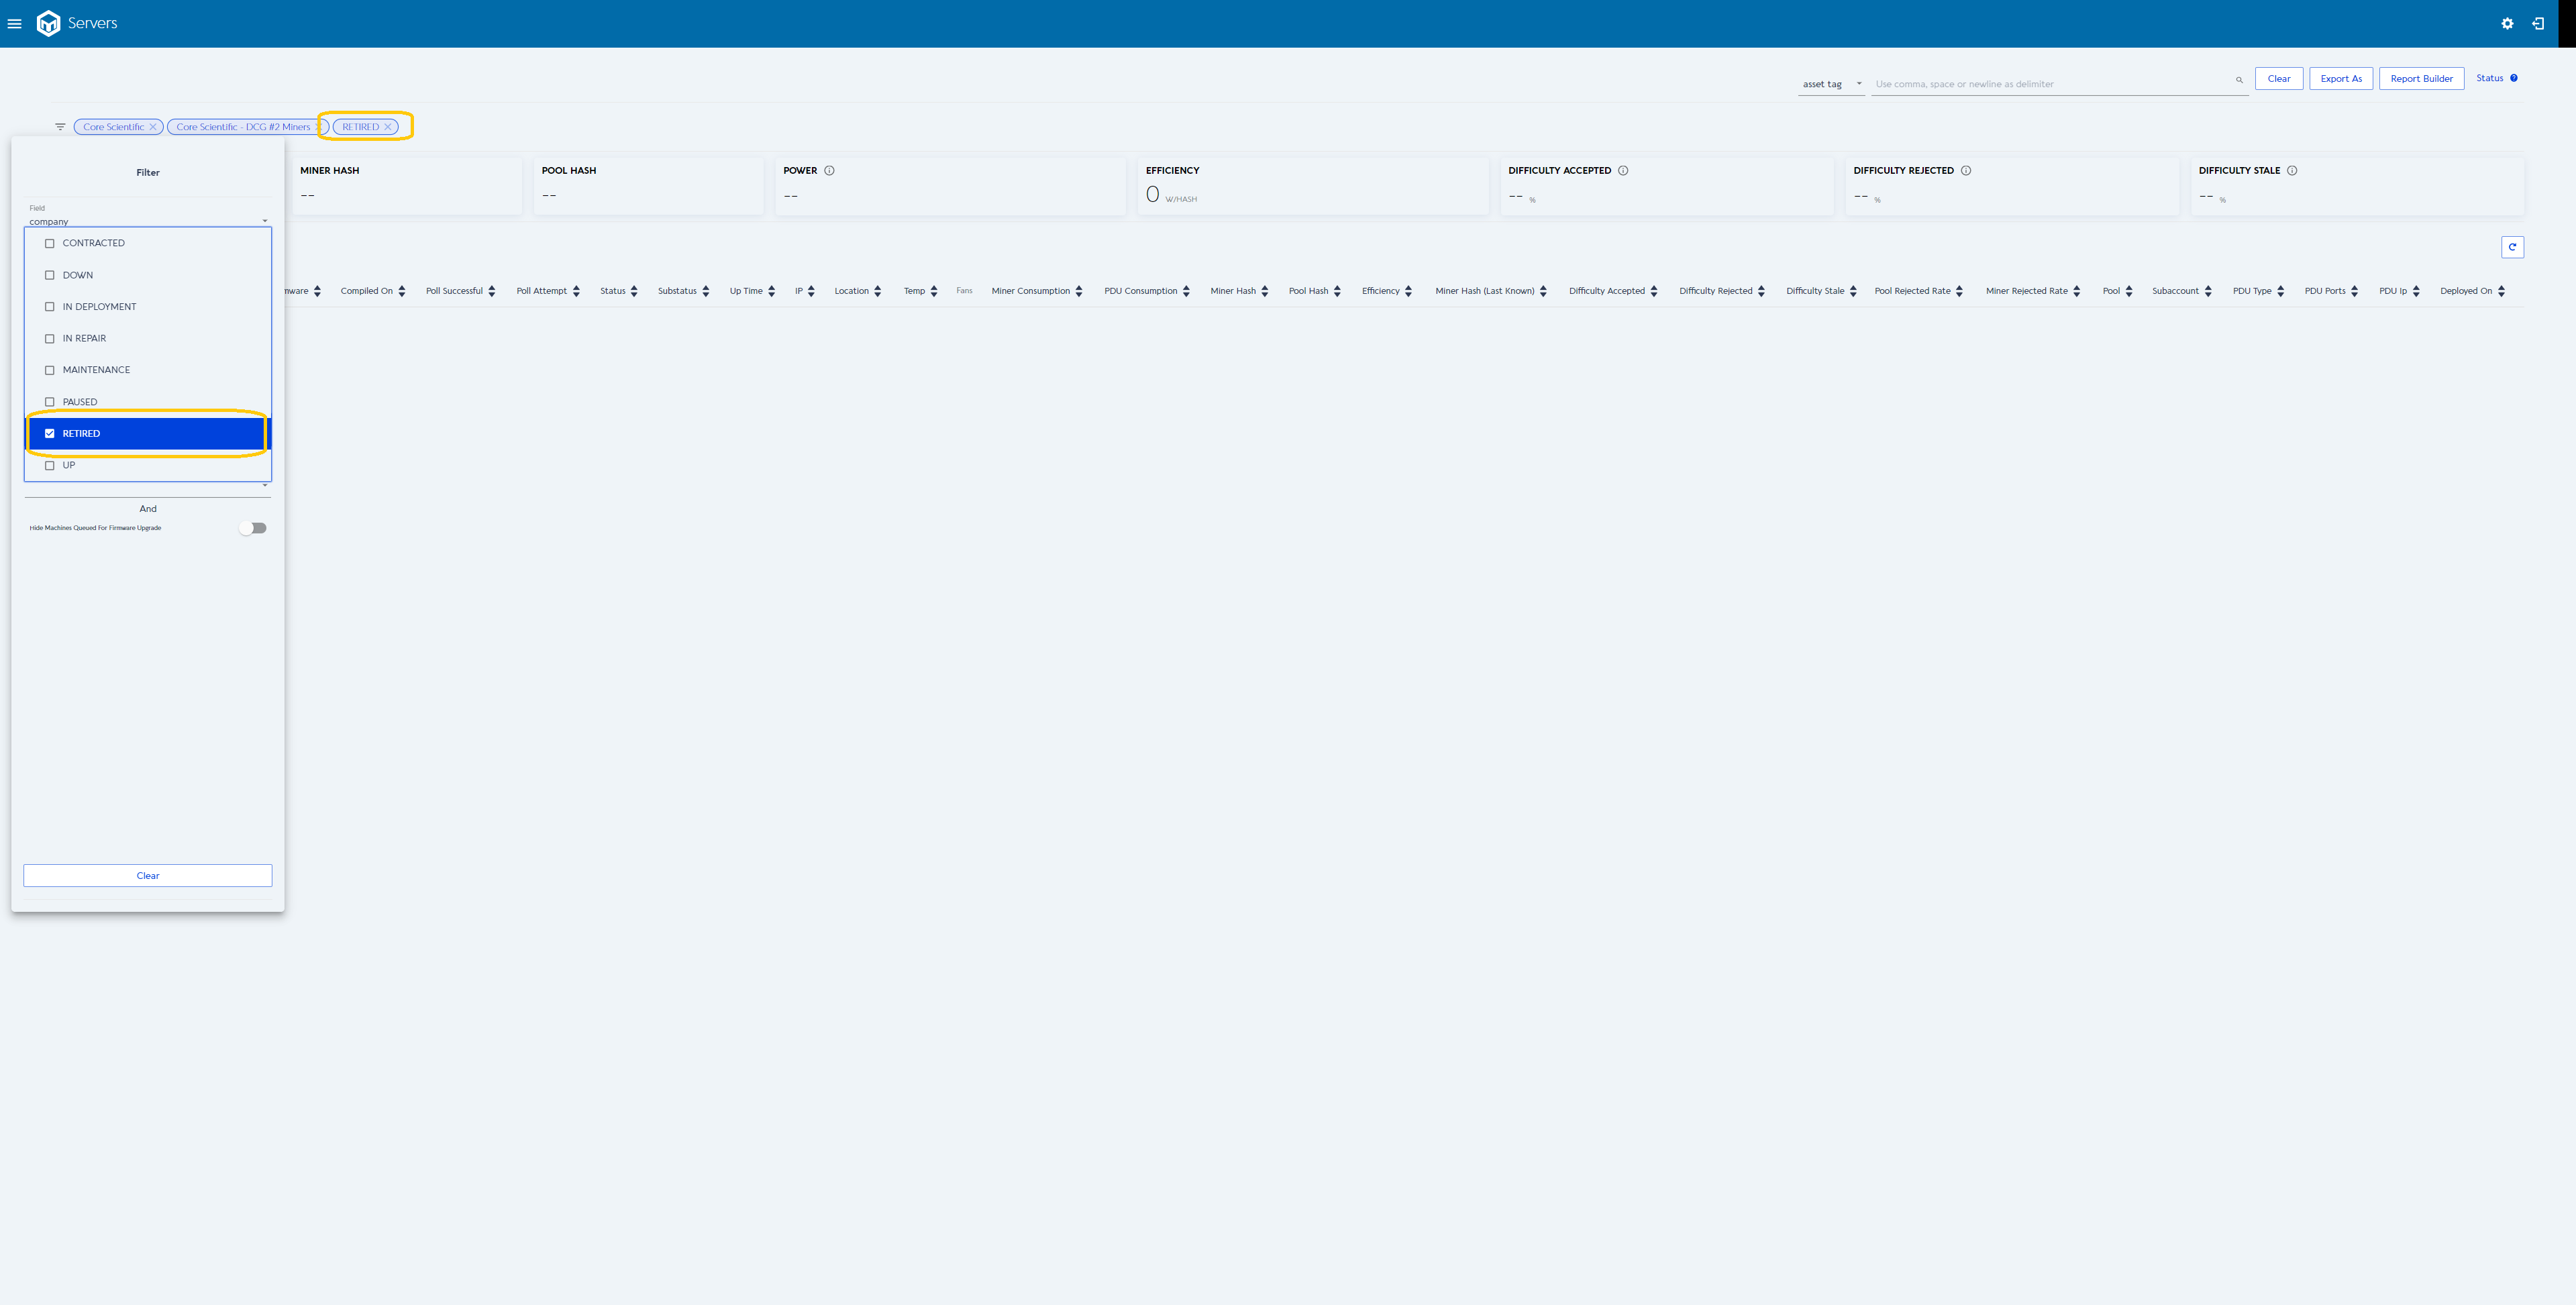 Servers
asset tag
Use comma, space or newline as delimiter
Clear
Export As
Report Builder
Status
Core Scientific
Core Scientific - DCG #2 Miners
RETIRED
Filter
Field
company
CONTRACTED
DOWN
IN DEPLOYMENT
IN REPAIR
MAINTENANCE
PAUSED
RETIRED
UP
And
Hide Machines Queued For Firmware Upgrade
Clear
MINER HASH
--
POOL HASH
--
POWER
--
EFFICIENCY
0 W/HASH
DIFFICULTY ACCEPTED
-- %
DIFFICULTY REJECTED
-- %
DIFFICULTY STALE
-- %
mware Compiled On Poll Successful Poll Attempt Status Substatus Up Time IP Location Temp Fans Miner Consumption PDU Consumption Miner Hash Pool Hash Efficiency Miner Hash (Last Known) Difficulty Accepted Difficulty Rejected Difficulty Stale Pool Rejected Rate Miner Rejected Rate Pool Subaccount PDU Type PDU Ports PDU Ip Deployed On